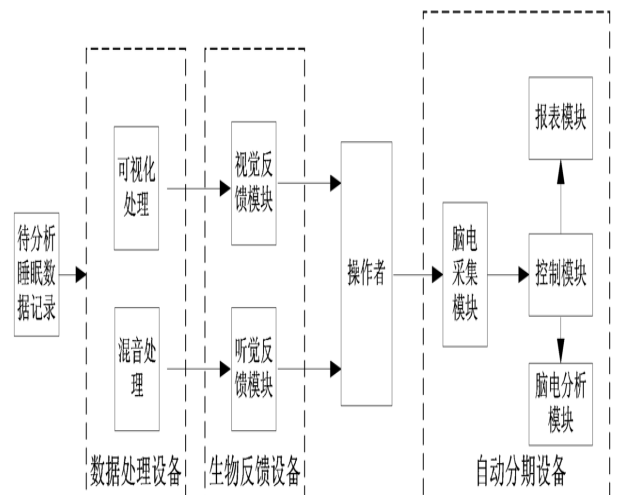 待分析
睡眠数
据记录
可视化
处理
混音处
理
数据处理设备
视觉反
馈模块
听觉反
馈模块
生物反馈设备
操作者
脑电
采集
模块
报表模块
控制模块
脑电分析
模块
自动分期设备